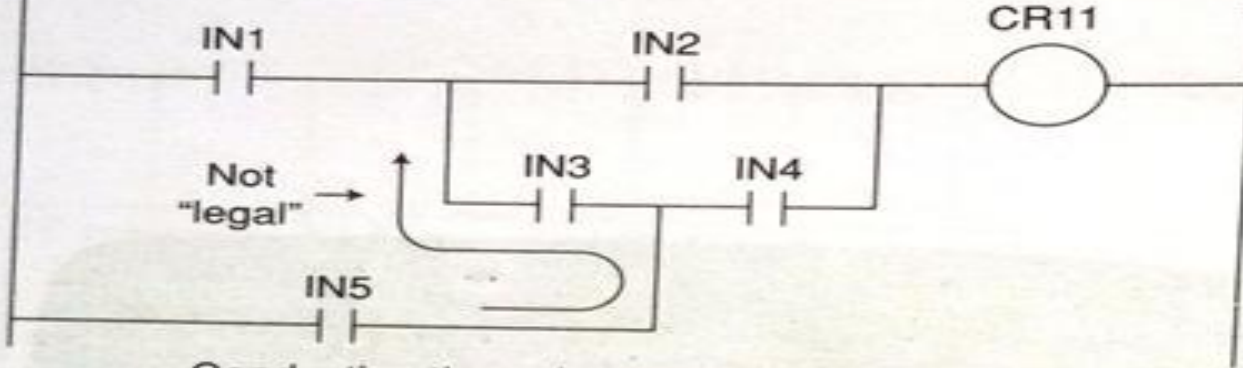 CR11
IN1
IN2
IN3
IN4
Not
“legal”
IN5